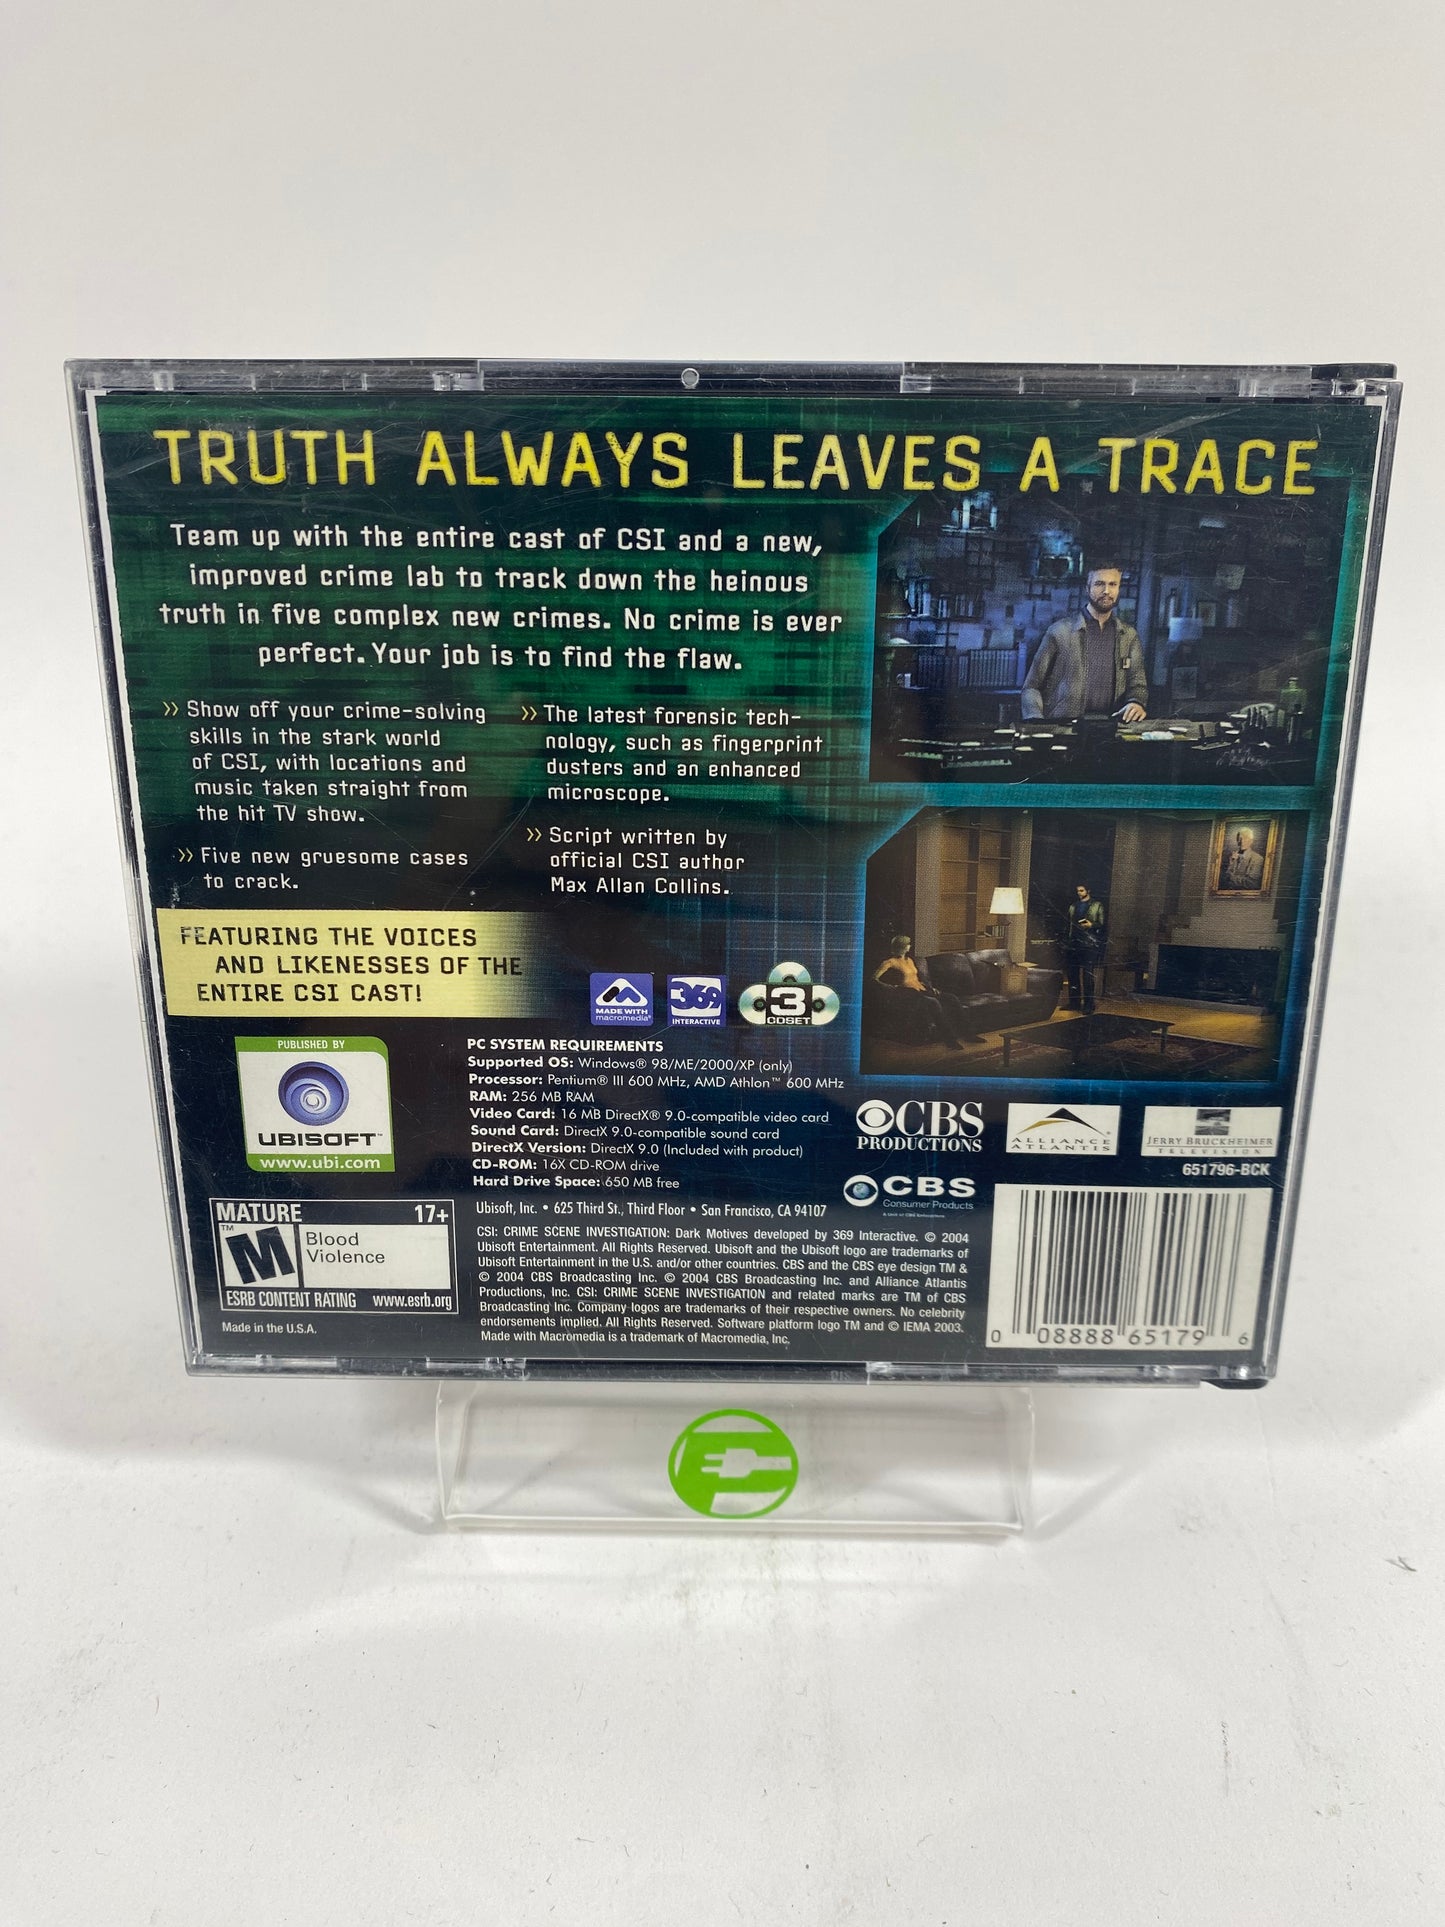 TRUTH ALWAYS LEAVES A TRACE
Team up with the entire cast of CSI and a new,
improved crime lab to track down the heinous
truth in five complex new crimes. No crime is ever
perfect. Your job is to find the flaw.
» Show off your crime-solving
skills in the stark world
of CSI, with locations and
music taken straight from
the hit TV show.
» Five new gruesome cases
to crack.
» The latest forensic tech-
nology, such as fingerprint
dusters and an enhanced
microscope.
» Script written by
official CSI author
Max Allan Collins.
FEATURING THE VOICES
AND LIKENESSES OF THE
ENTIRE CSI CAST!
MADE WITH
macromedia®
369
INTERACTIVE
3
CDSET
PUBLISHED BY
UBISOFT™
www.ubi.com
PC SYSTEM REQUIREMENTS
Supported OS: Windows® 98/ME/2000/XP (only)
Processor: Pentium® III 600 MHz, AMD Athlon™ 600 MHz
RAM: 256 MB RAM
Video Card: 16 MB DirectX® 9.0-compatible video card
Sound Card: DirectX 9.0-compatible sound card
DirectX Version: DirectX 9.0 (Included with product)
CD-ROM: 16X CD-ROM drive
Hard Drive Space: 650 MB free
CBS
PRODUCTIONS
ALLIANCE
ATLANTIS
JERRY BRUCKHEIMER
TELEVISION
651796-BCK
CBS
Consumer Products
A Unit of CBS Enterprises
MATURE 17+
TM
M
Blood
Violence
ESRB CONTENT RATING www.esrb.org
Made in the U.S.A.
Ubisoft, Inc. • 625 Third St., Third Floor • San Francisco, CA 94107
CSI: CRIME SCENE INVESTIGATION: Dark Motives developed by 369 Interactive. © 2004
Ubisoft Entertainment. All Rights Reserved. Ubisoft and the Ubisoft logo are trademarks of
Ubisoft Entertainment in the U.S. and/or other countries. CBS and the CBS eye design TM &
© 2004 CBS Broadcasting Inc. © 2004 CBS Broadcasting Inc. and Alliance Atlantis
Productions, Inc. CSI: CRIME SCENE INVESTIGATION and related marks are TM of CBS
Broadcasting Inc. Company logos are trademarks of their respective owners. No celebrity
endorsements implied. All Rights Reserved. Software platform logo TM and © IEMA 2003.
Made with Macromedia is a trademark of Macromedia, Inc.
0 08888 65179 6